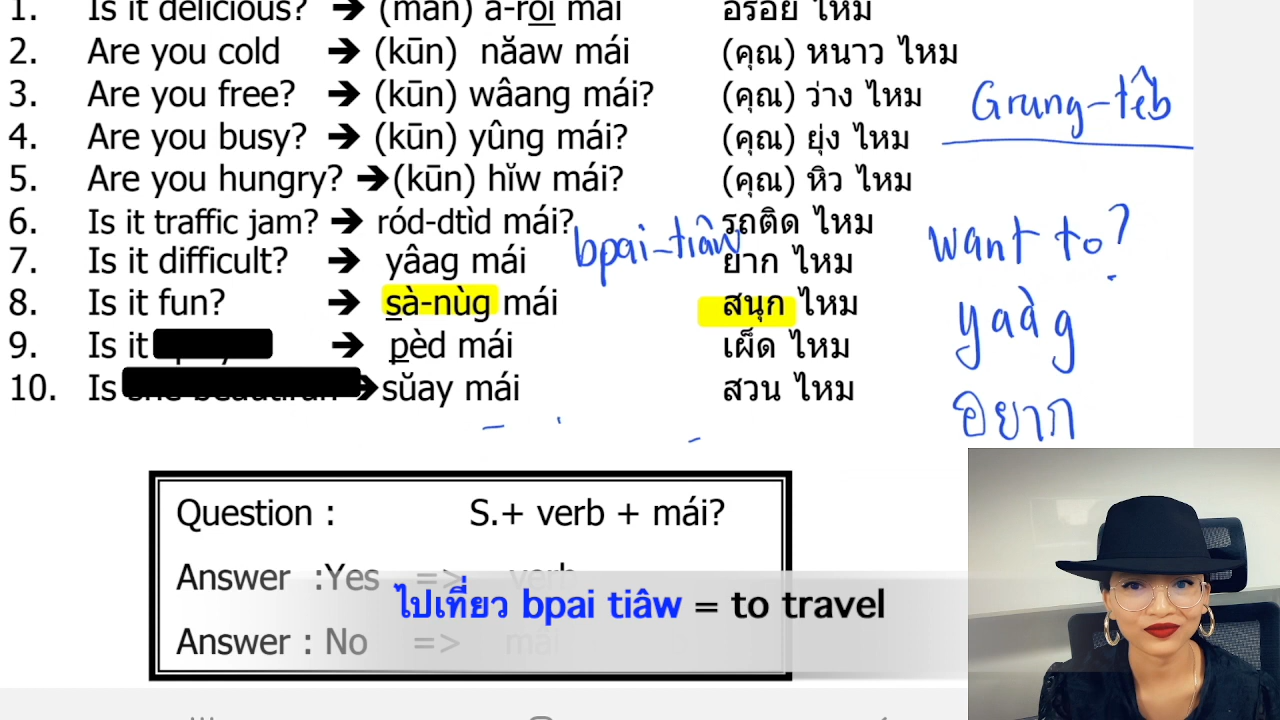 1. Is it delicious? ➔ (man) a-roi mái อร่อย ไหม
2. Are you cold ➔ (kūn) năaw mái (คุณ) หนาว ไหม
3. Are you free? ➔ (kūn) wâang mái? (คุณ) ว่าง ไหม
Grung-têb
4. Are you busy? ➔ (kūn) yûng mái? (คุณ) ยุ่ง ไหม
5. Are you hungry? ➔ (kūn) hĭw mái? (คุณ) หิว ไหม
6. Is it traffic jam? ➔ ród-dtìd mái? รถติด ไหม
bpai-tiâw
want to?
7. Is it difficult? ➔ yâag mái ยาก ไหม
8. Is it fun? ➔ sà-nùg mái สนุก ไหม
yaàg
9. Is it ➔ pèd mái เผ็ด ไหม
10. Is ➔ sŭay mái สวน ไหม
อยาก
Question : S.+ verb + mái?
Answer :Yes => verb
ไปเที่ยว bpai tiâw = to travel
Answer : No => mai